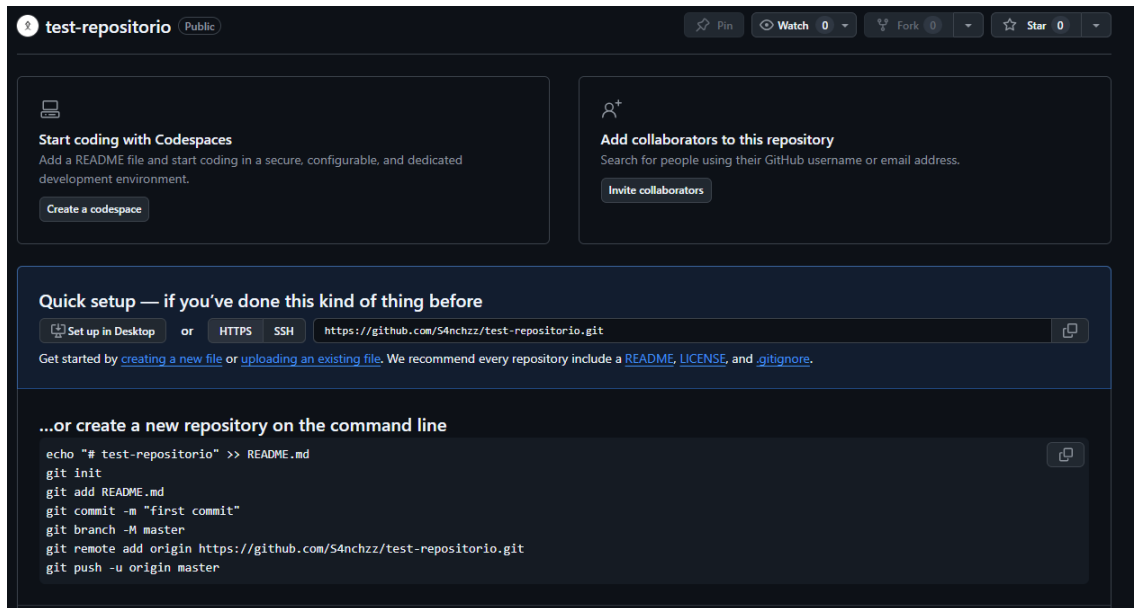 test-repositorio Public Pin Watch 0 Fork 0 Star 0
Start coding with Codespaces
Add a README file and start coding in a secure, configurable, and dedicated
development environment.
Create a codespace
Add collaborators to this repository
Search for people using their GitHub username or email address.
Invite collaborators
Quick setup — if you've done this kind of thing before
Set up in Desktop or HTTPS SSH https://github.com/S4nchzz/test-repositorio.git
Get started by creating a new file or uploading an existing file. We recommend every repository include a README, LICENSE, and .gitignore.
...or create a new repository on the command line
echo "# test-repositorio" >> README.md
git init
git add README.md
git commit -m "first commit"
git branch -M master
git remote add origin https://github.com/S4nchzz/test-repositorio.git
git push -u origin master